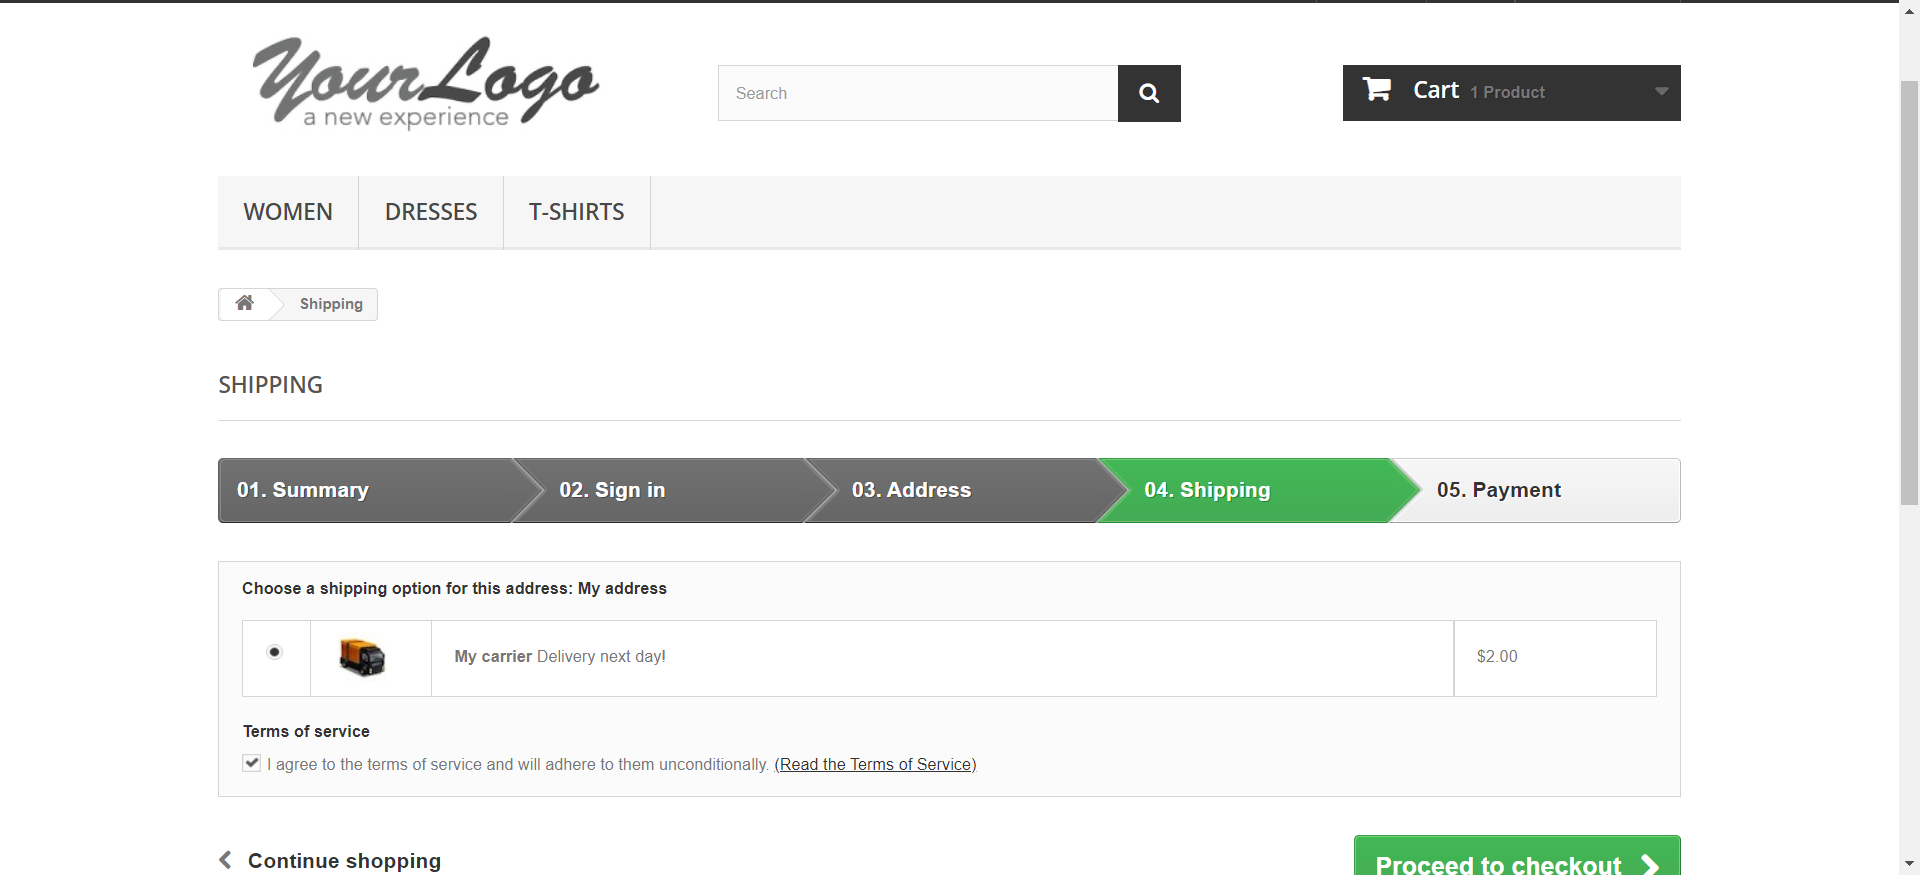 YourLogo
a new experience
Search
Cart 1 Product
WOMEN DRESSES T-SHIRTS
Shipping
SHIPPING
01. Summary 02. Sign in 03. Address 04. Shipping 05. Payment
Choose a shipping option for this address: My address
My carrier Delivery next day! $2.00
Terms of service
I agree to the terms of service and will adhere to them unconditionally. (Read the Terms of Service)
Continue shopping Proceed to checkout